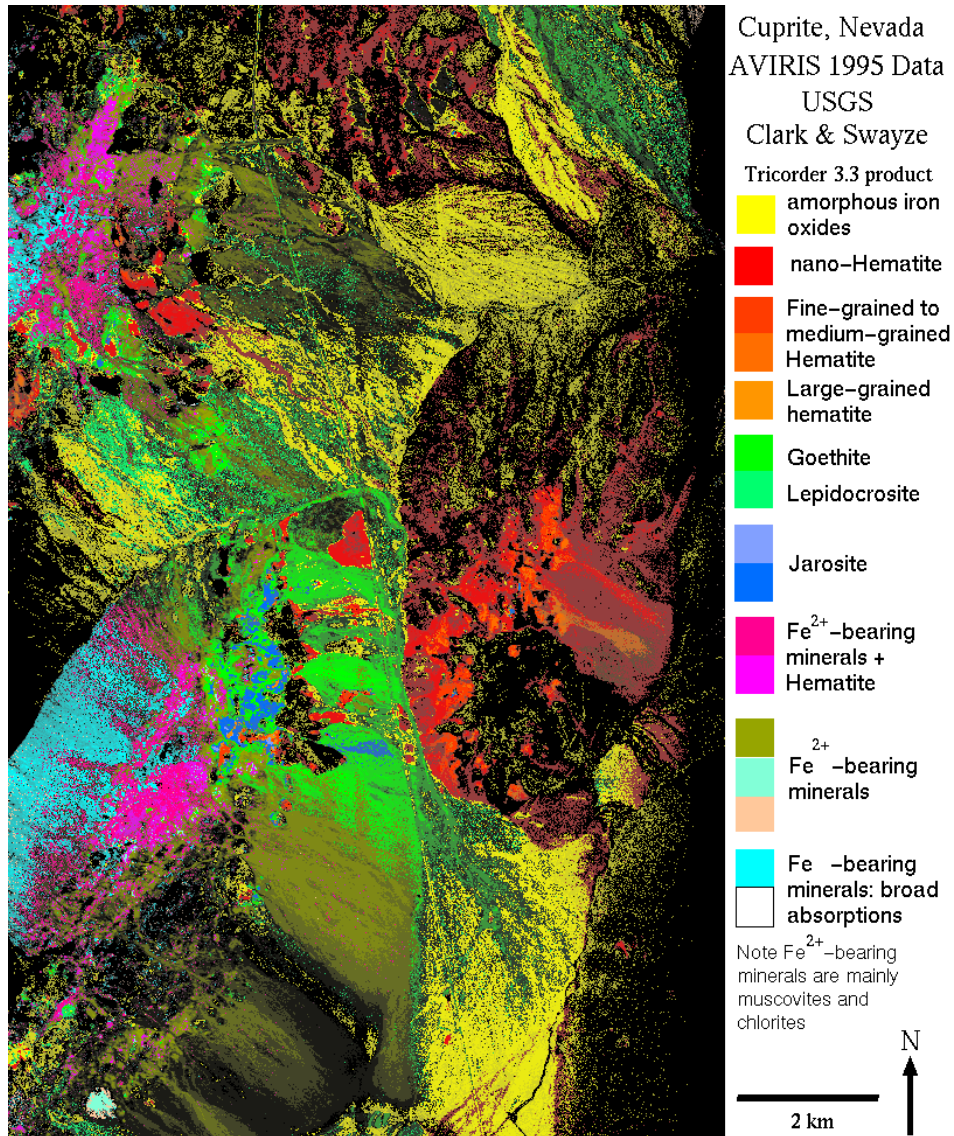 Cuprite, Nevada
AVIRIS 1995 Data
USGS
Clark & Swayze
Tricorder 3.3 product
amorphous iron
oxides
nano-Hematite
Fine-grained to
medium-grained
Hematite
Large-grained
hematite
Goethite
Lepidocrosite
Jarosite
Fe2+-bearing
minerals +
Hematite
Fe2+-bearing
minerals
Fe -bearing
minerals: broad
absorptions
Note Fe2+-bearing
minerals are mainly
muscovites and
chlorites
N
2 km